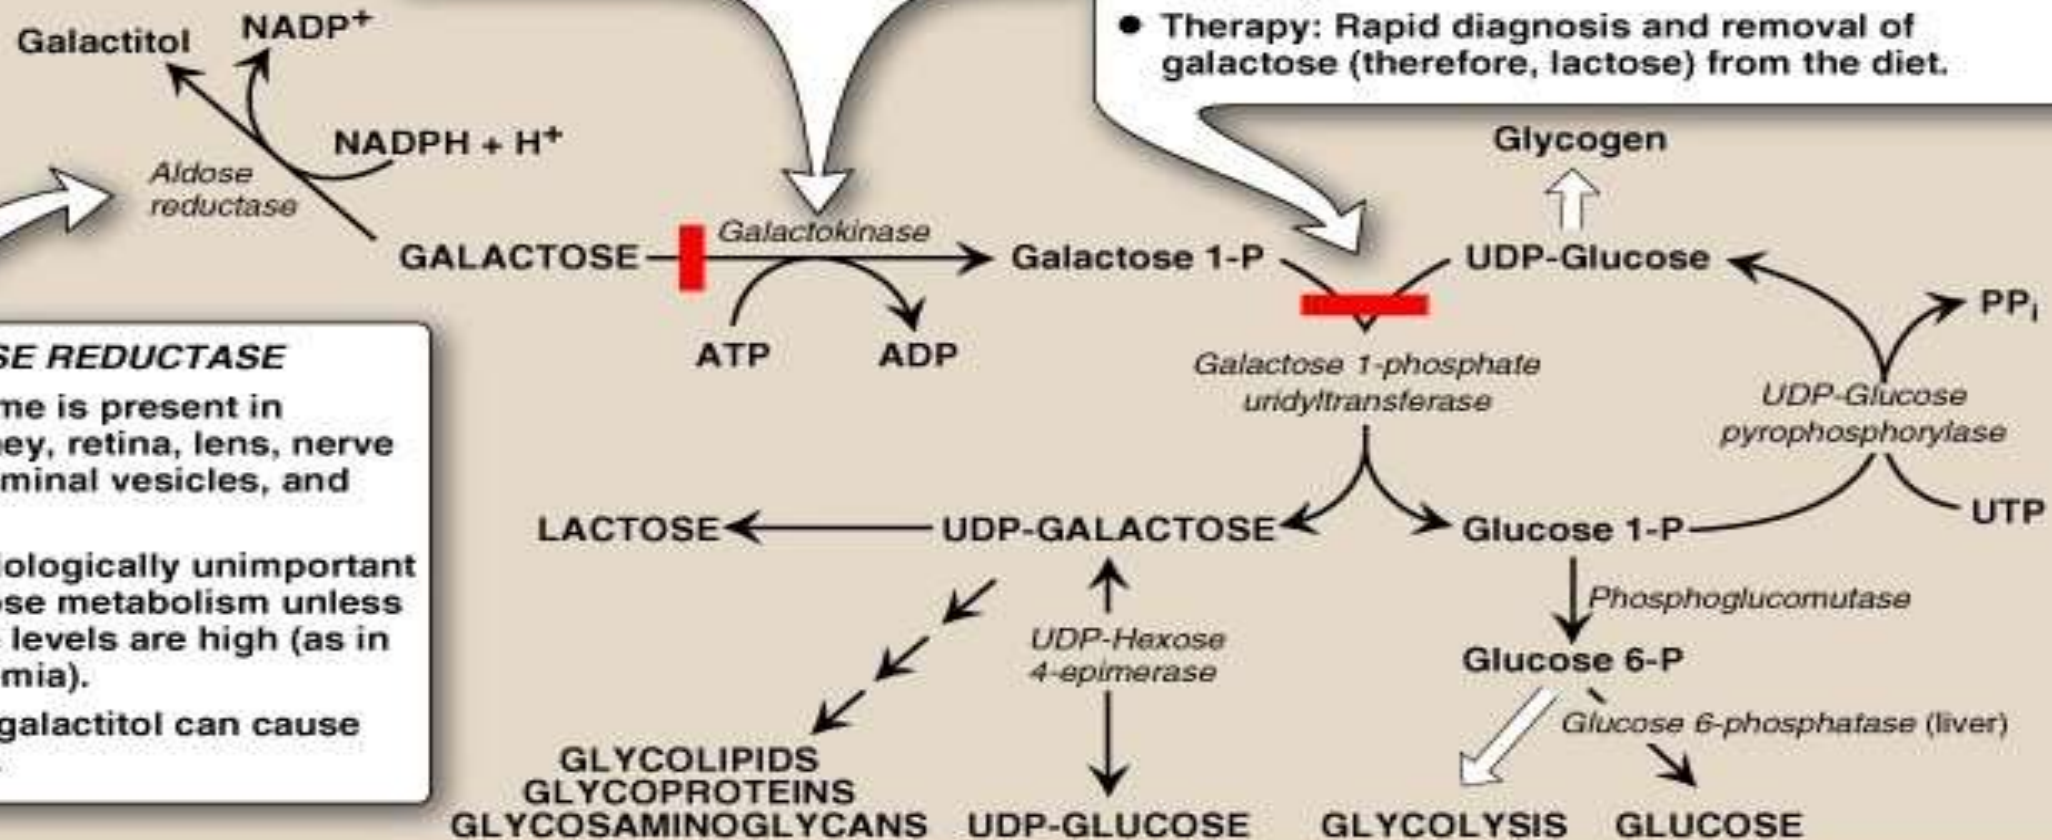 Galactitol
NADP+
NADPH + H+
Aldose
reductase
● Therapy: Rapid diagnosis and removal of
galactose (therefore, lactose) from the diet.
Glycogen
GALACTOSE
Galactokinase
Galactose 1-P
UDP-Glucose
ATP
ADP
PPi
Galactose 1-phosphate
uridyltransferase
UDP-Glucose
pyrophosphorylase
UTP
SE REDUCTASE
me is present in
ey, retina, lens, nerve
minal vesicles, and
iologically unimportant
ose metabolism unless
levels are high (as in
mia).
galactitol can cause
LACTOSE
UDP-GALACTOSE
Glucose 1-P
Phosphoglucomutase
UDP-Hexose
4-epimerase
Glucose 6-P
Glucose 6-phosphatase (liver)
GLYCOLIPIDS
GLYCOPROTEINS
GLYCOSAMINOGLYCANS
UDP-GLUCOSE
GLYCOLYSIS
GLUCOSE